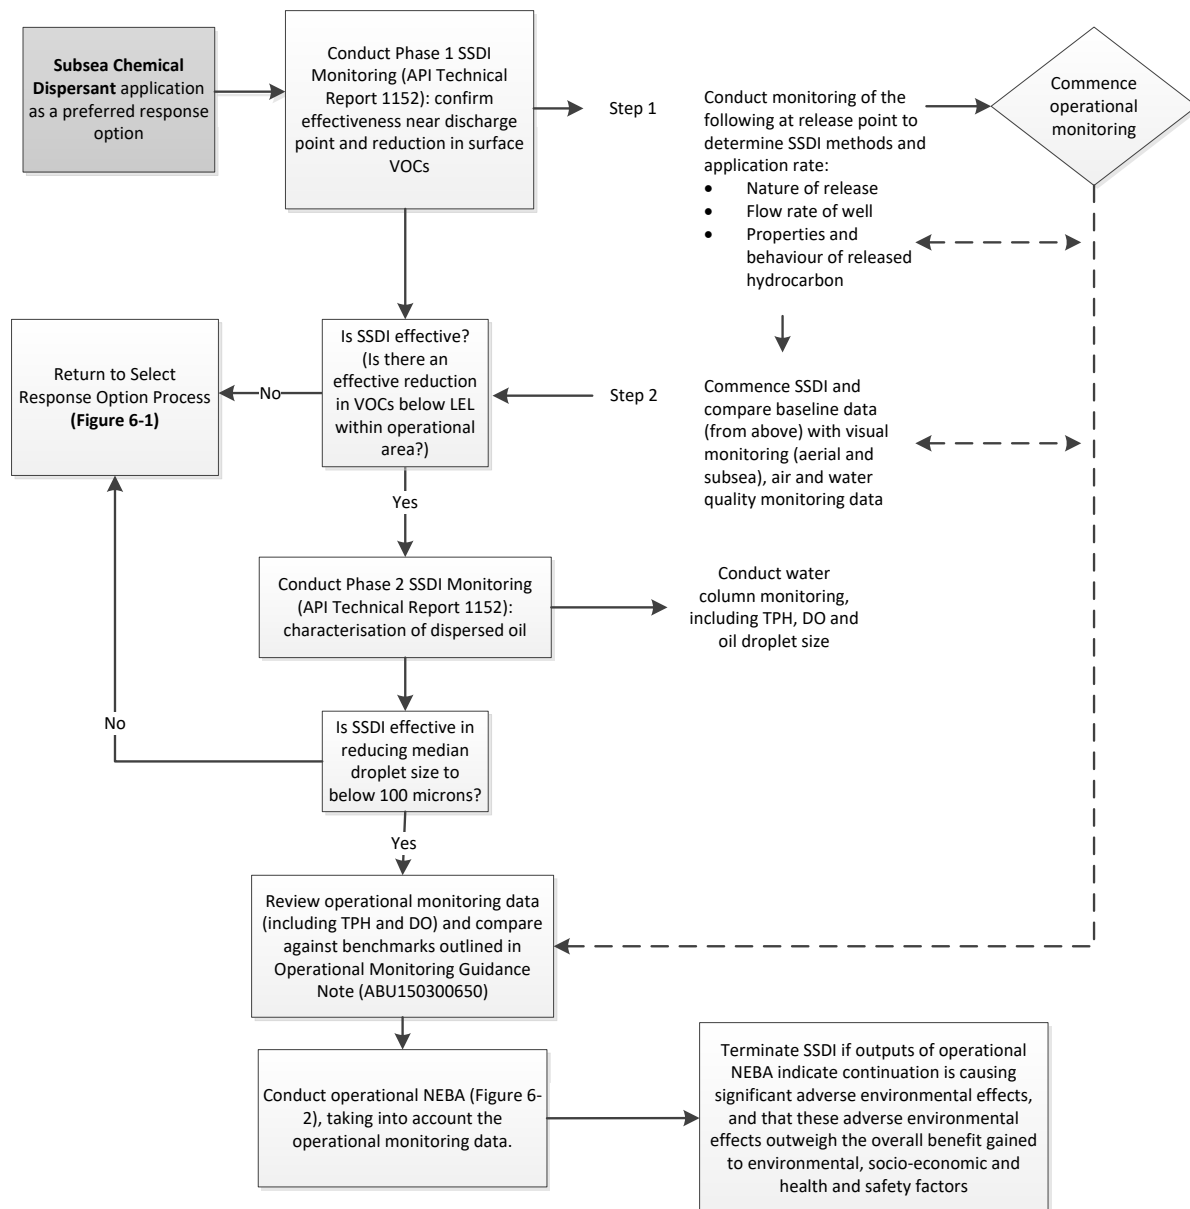 Subsea Chemical
Dispersant application
as a preferred response
option
Conduct Phase 1 SSDI
Monitoring (API Technical
Report 1152): confirm
effectiveness near discharge
point and reduction in surface
VOCs
Step 1
Conduct monitoring of the
following at release point to
determine SSDI methods and
application rate:
• Nature of release
• Flow rate of well
• Properties and
behaviour of released
hydrocarbon
Commence
operational
monitoring
Return to Select
Response Option Process
(Figure 6-1)
No
Is SSDI effective?
(Is there an
effective reduction
in VOCs below LEL
within operational
area?)
Step 2
Commence SSDI and
compare baseline data
(from above) with visual
monitoring (aerial and
subsea), air and water
quality monitoring data
Yes
Conduct Phase 2 SSDI Monitoring
(API Technical Report 1152):
characterisation of dispersed oil
Conduct water
column monitoring,
including TPH, DO and
oil droplet size
No
Is SSDI effective in
reducing median
droplet size to
below 100 microns?
Yes
Review operational monitoring data
(including TPH and DO) and compare
against benchmarks outlined in
Operational Monitoring Guidance
Note (ABU150300650)
Conduct operational NEBA (Figure 6-
2), taking into account the
operational monitoring data.
Terminate SSDI if outputs of operational
NEBA indicate continuation is causing
significant adverse environmental effects,
and that these adverse environmental
effects outweigh the overall benefit gained
to environmental, socio-economic and
health and safety factors